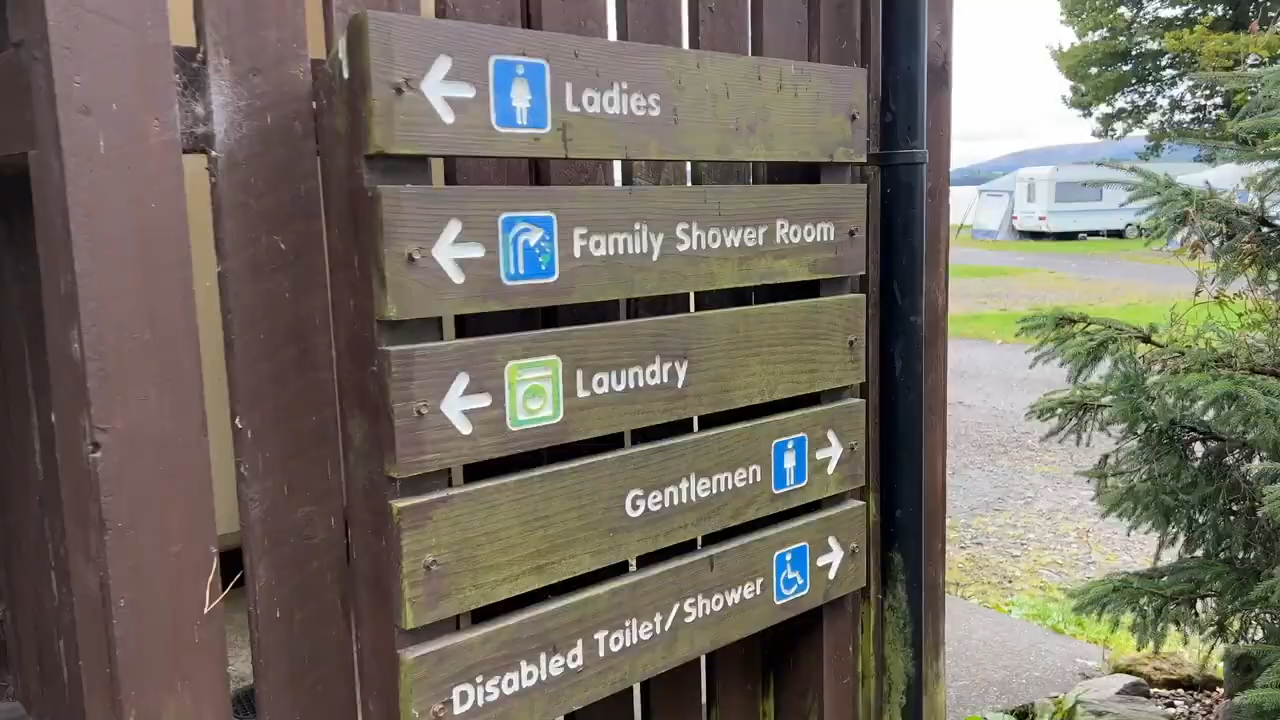 Ladies
Family Shower Room
Laundry
Gentlemen
Disabled Toilet/Shower